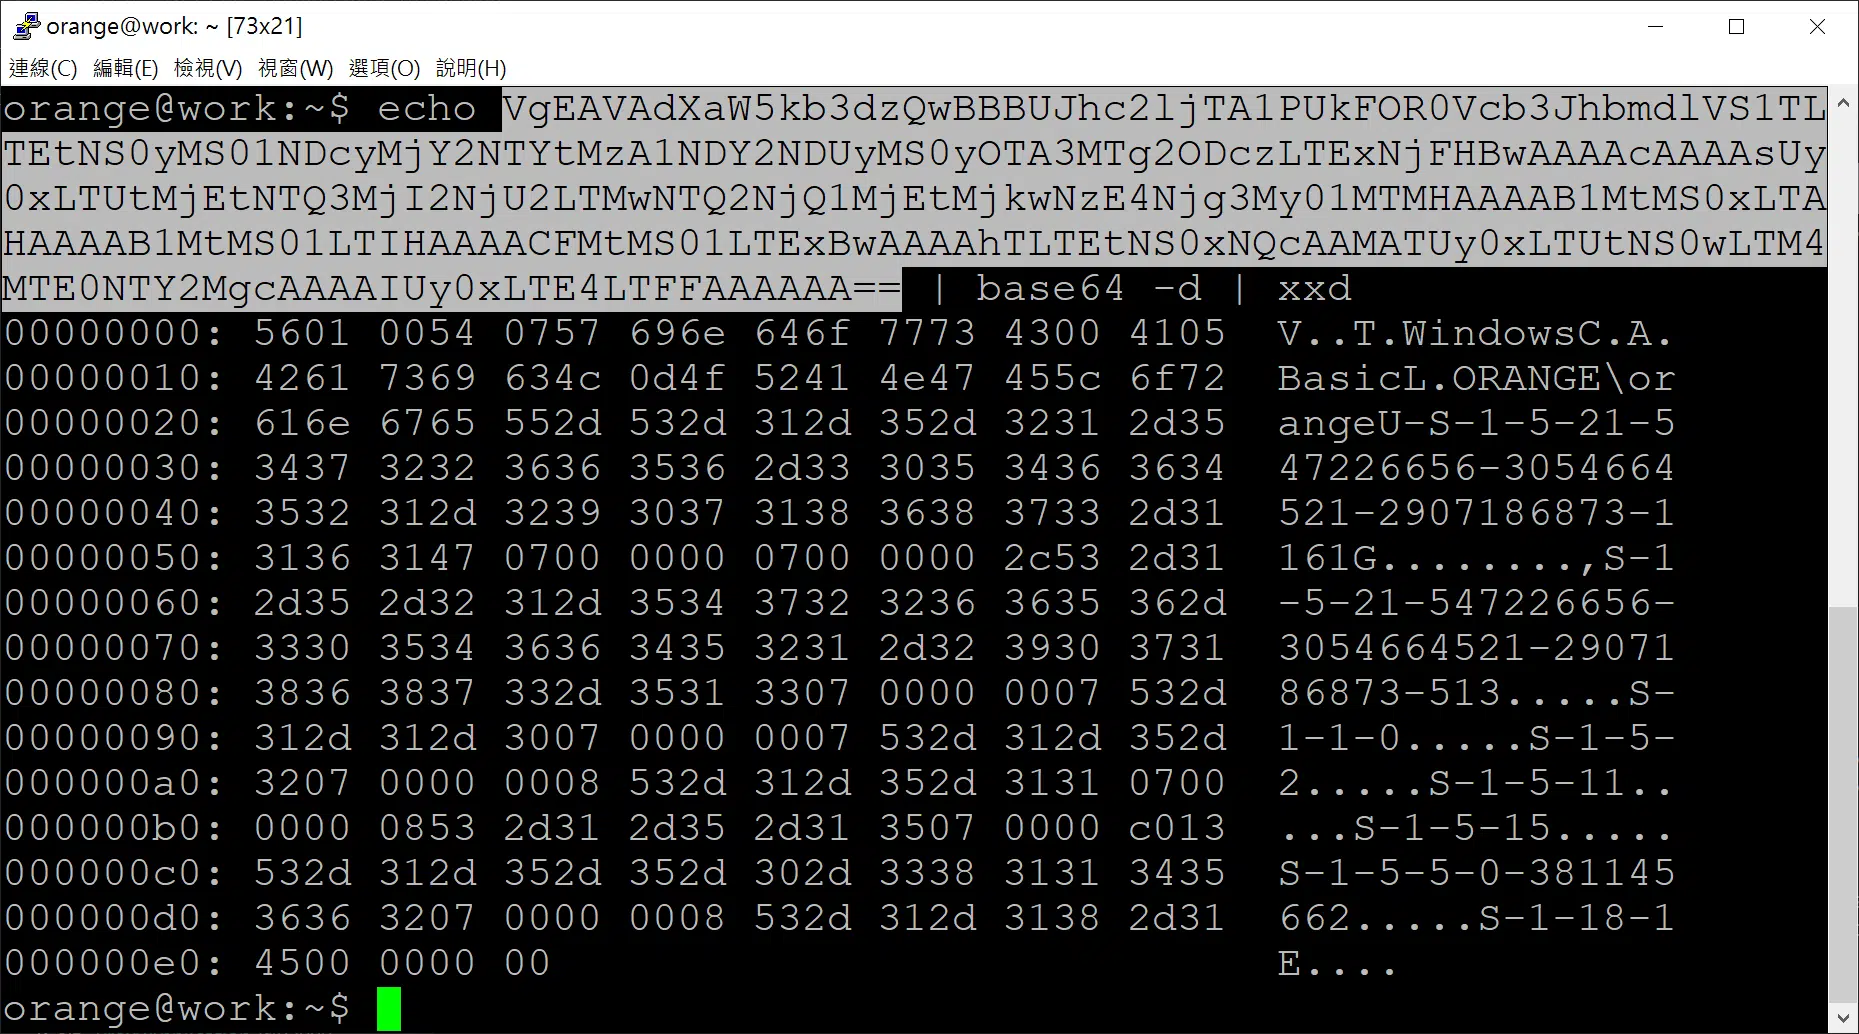 orange@work: ~ [73x21]
連線(C) 編輯(E) 檢視(V) 視窗(W) 選項(O) 說明(H)
orange@work:~$ echo VgEAVAdXaW5kb3dzQwBBBUJhc2ljTA1PUkFOR0Vcb3JhbmdlVS1TL
TEtNS0yMS01NDcyMjY2NTYtMzA1NDY2NDUyMS0yOTA3MTg2ODczLTExNjFHBwAAAAcAAAAsUy
0xLTUtMjEtNTQ3MjI2NjU2LTMwNTQ2NjQ1MjEtMjkwNzE4Njg3My01MTMHAAAAB1MtMS0xLTA
HAAAAB1MtMS01LTIHAAAACFMtMS01LTExBwAAAAhTLTEtNS0xNQcAAMATUy0xLTUtNS0wLTM4
MTE0NTY2MgcAAAAIUy0xLTE4LTFFAAAAAA== | base64 -d | xxd
00000000: 5601 0054 0757 696e 646f 7773 4300 4105 V..T.WindowsC.A.
00000010: 4261 7369 634c 0d4f 5241 4e47 455c 6f72 BasicL.ORANGE\or
00000020: 616e 6765 552d 532d 312d 352d 3231 2d35 angeU-S-1-5-21-5
00000030: 3437 3232 3636 3536 2d33 3035 3436 3634 47226656-3054664
00000040: 3532 312d 3239 3037 3138 3638 3733 2d31 521-2907186873-1
00000050: 3136 3147 0700 0000 0700 0000 2c53 2d31 161G........,S-1
00000060: 2d35 2d32 312d 3534 3732 3236 3635 362d -5-21-547226656-
00000070: 3330 3534 3636 3435 3231 2d32 3930 3731 3054664521-29071
00000080: 3836 3837 332d 3531 3307 0000 0007 532d 86873-513.....S-
00000090: 312d 312d 3007 0000 0007 532d 312d 352d 1-1-0.....S-1-5-
000000a0: 3207 0000 0008 532d 312d 352d 3131 0700 2.....S-1-5-11..
000000b0: 0000 0853 2d31 2d35 2d31 3507 0000 c013 ...S-1-5-15.....
000000c0: 532d 312d 352d 352d 302d 3338 3131 3435 S-1-5-5-0-381145
000000d0: 3636 3207 0000 0008 532d 312d 3138 2d31 662.....S-1-18-1
000000e0: 4500 0000 00 E....
orange@work:~$